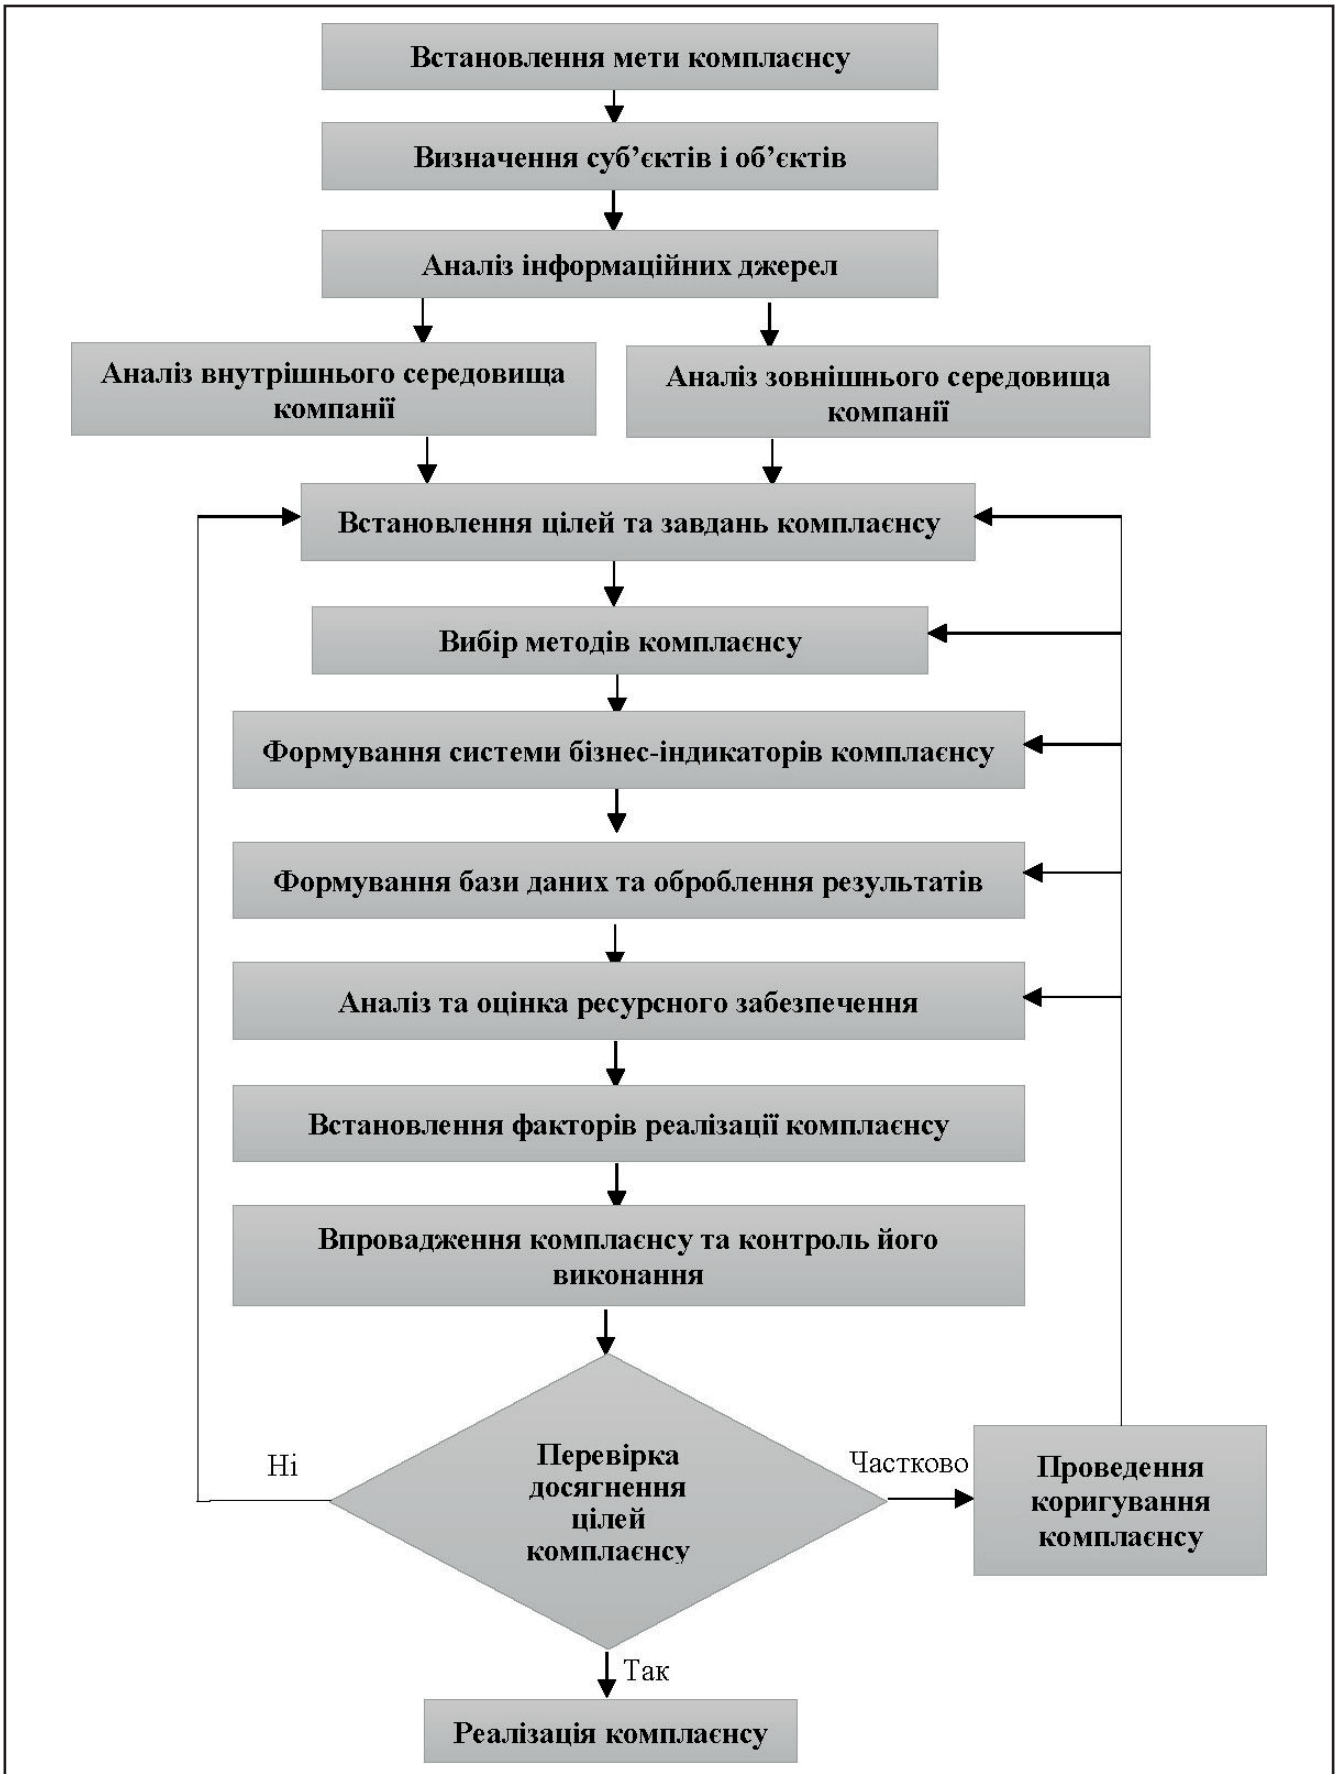 Встановлення мети комплаєнсу
Визначення суб’єктів і об’єктів
Аналіз інформаційних джерел
Аналіз внутрішнього середовища
компанії
Аналіз зовнішнього середовища
компанії
Встановлення цілей та завдань комплаєнсу
Вибір методів комплаєнсу
Формування системи бізнес-індикаторів комплаєнсу
Формування бази даних та оброблення результатів
Аналіз та оцінка ресурсного забезпечення
Встановлення факторів реалізації комплаєнсу
Впровадження комплаєнсу та контроль його
виконання
Ні
Перевірка
досягнення
цілей
комплаєнсу
Частково
Проведення
коригування
комплаєнсу
Так
Реалізація комплаєнсу